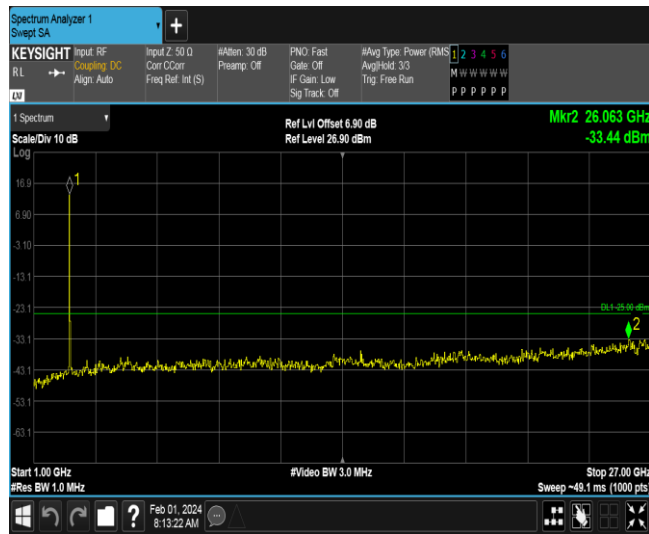 Spectrum Analyzer 1
Swept SA
+
KEYSIGHT
RL
LXI
Input: RF
Coupling: DC
Align: Auto
Input Z: 50 Ω
Corr CCorr
Freq Ref: Int (S)
#Atten: 30 dB
Preamp: Off
PNO: Fast
Gate: Off
IF Gain: Low
Sig Track: Off
#Avg Type: Power (RMS
Avg|Hold: 3/3
Trig: Free Run
1 2 3 4 5 6
M W W W W W
P P P P P P
1 Spectrum
Scale/Div 10 dB
Log
Ref Lvl Offset 6.90 dB
Ref Level 26.90 dBm
Mkr2 26.063 GHz
-33.44 dBm
1
16.9
6.90
-3.10
-13.1
-23.1
DL1 -25.00 dBm
2
-33.1
-43.1
-53.1
-63.1
Start 1.00 GHz
#Res BW 1.0 MHz
#Video BW 3.0 MHz
Stop 27.00 GHz
Sweep ~49.1 ms (1000 pts)
?
Feb 01, 2024
8:13:22 AM